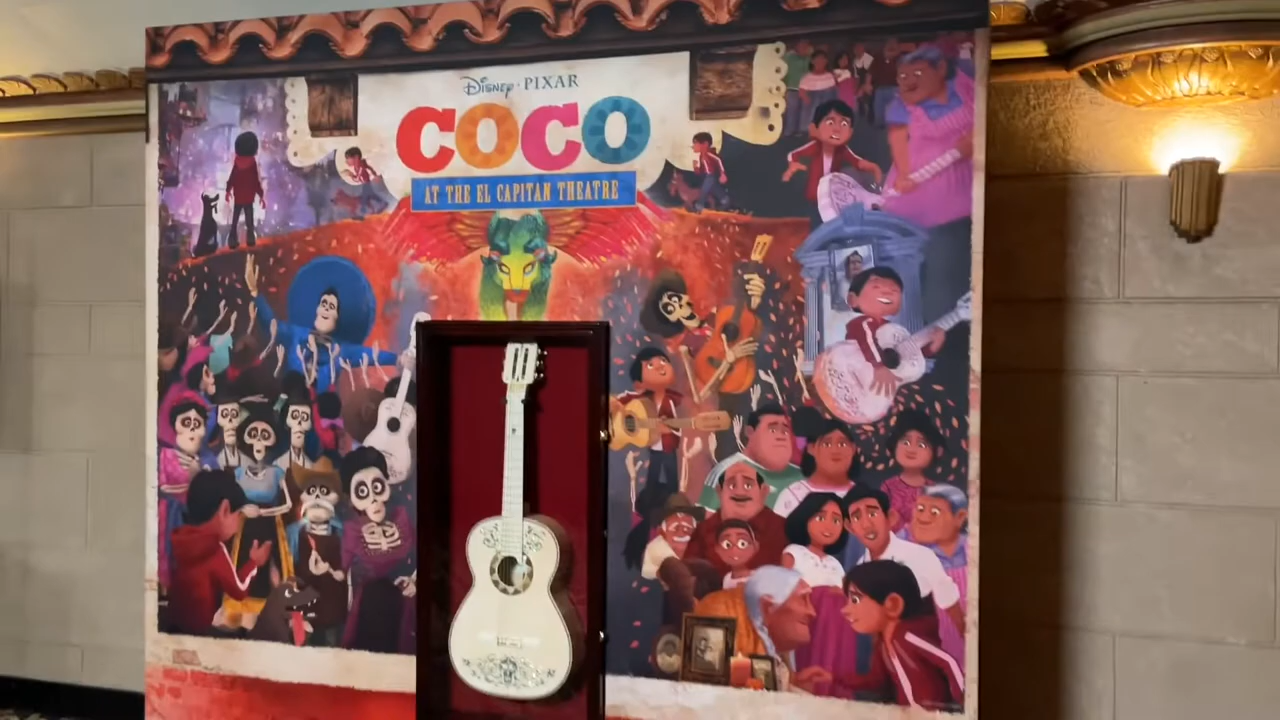 Disney · PIXAR
COCO
AT THE EL CAPITAN THEATRE